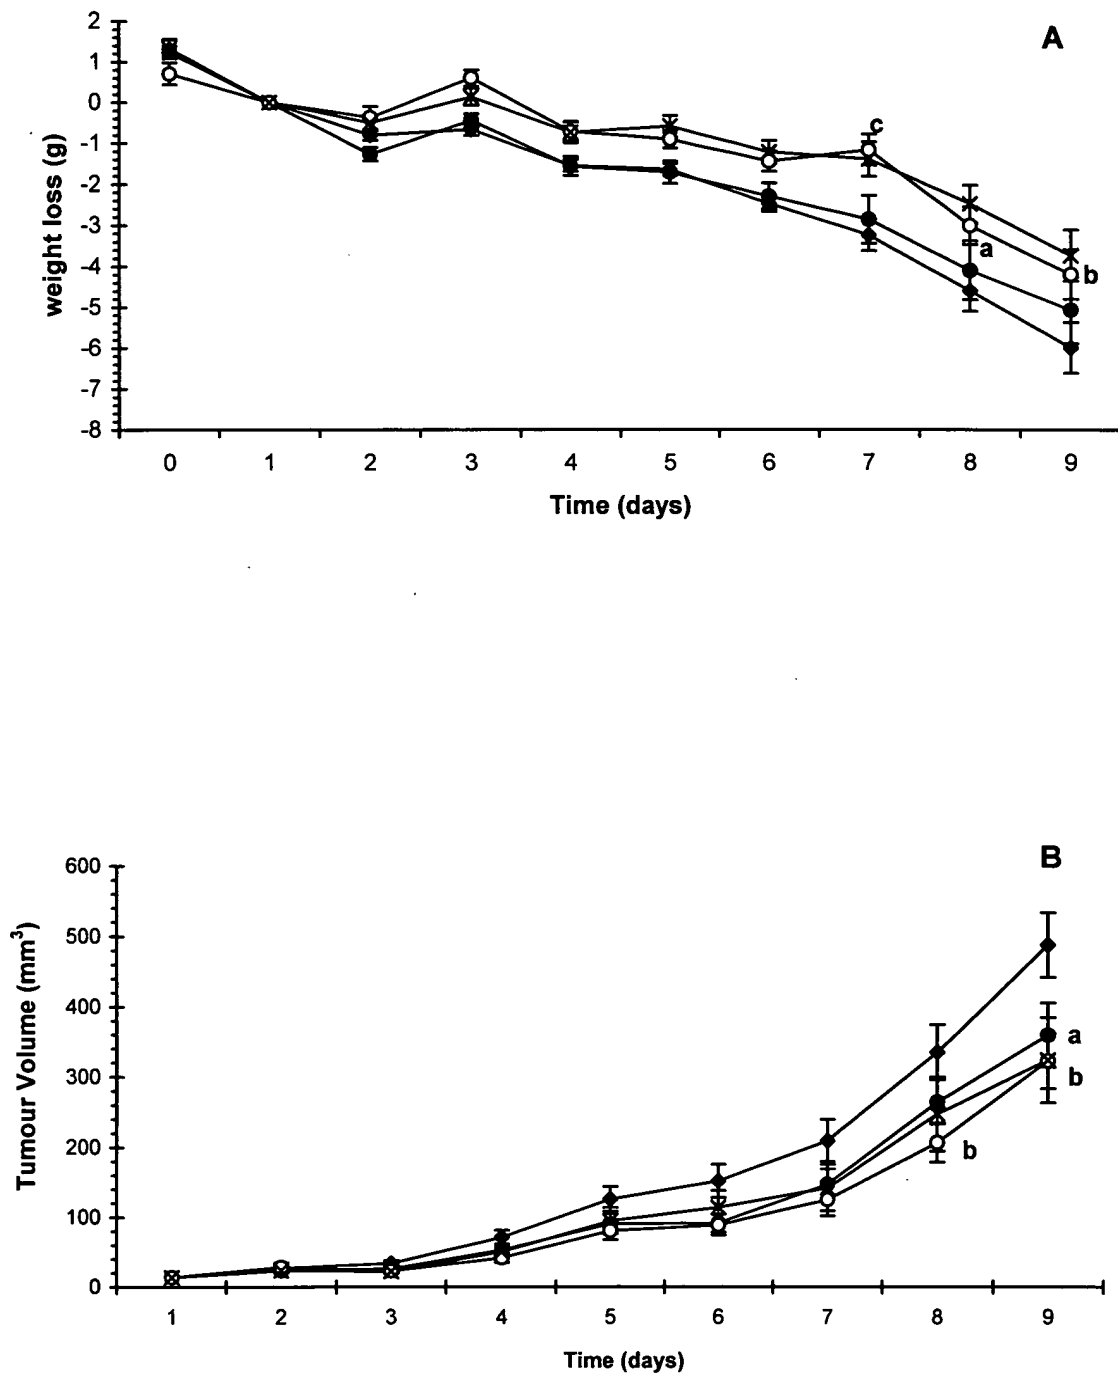 A
2
1
0
-1
-2
-3
-4
-5
-6
-7
-8
weight loss (g)
c
a
b
0 1 2 3 4 5 6 7 8 9
Time (days)
B
600
500
400
300
200
100
0
Tumour Volume (mm³)
a
b
b
1 2 3 4 5 6 7 8 9
Time (days)